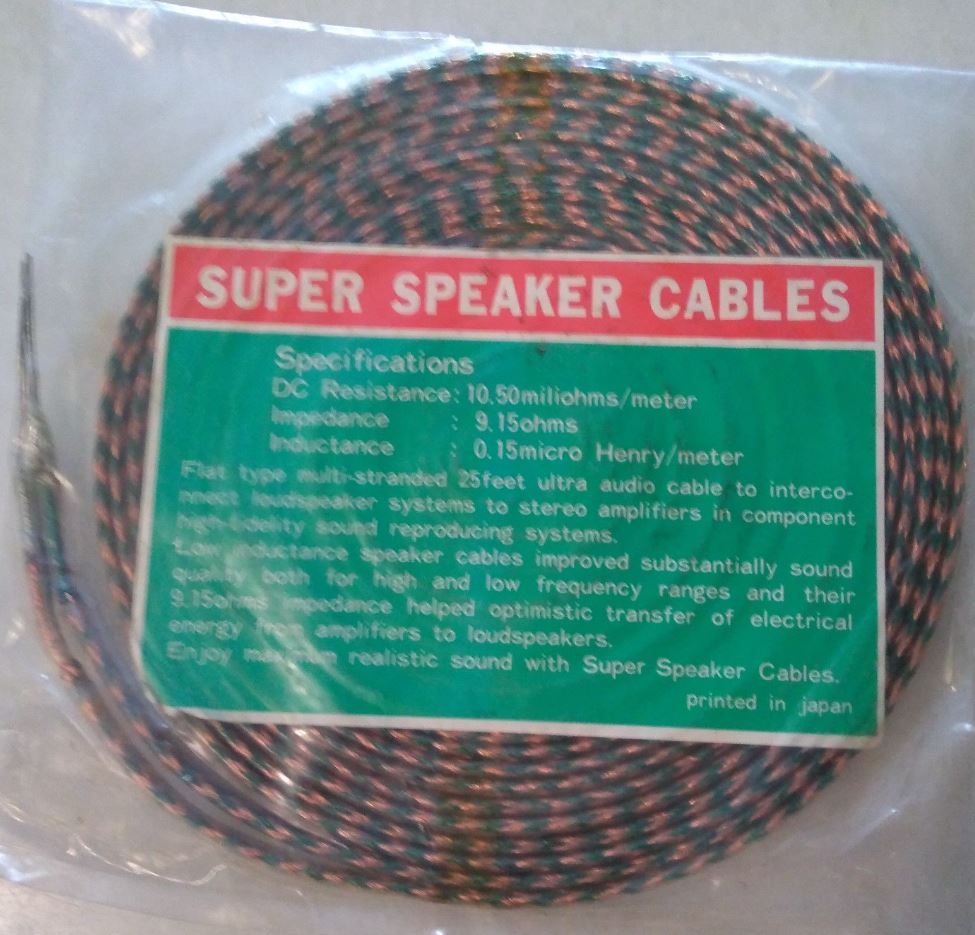 SUPER SPEAKER CABLES
Specifications
DC Resistance: 10.50miliohms/meter
Impedance : 9.15ohms
Inductance : 0.15micro Henry/meter
Flat type multi-stranded 25feet ultra audio cable to interco-
nnect loudspeaker systems to stereo amplifiers in component
high-fidelity sound reproducing systems.
Low inductance speaker cables improved substantially sound
quality both for high and low frequency ranges and their
9.15ohms impedance helped optimistic transfer of electrical
energy from amplifiers to loudspeakers.
Enjoy maximum realistic sound with Super Speaker Cables.
printed in japan